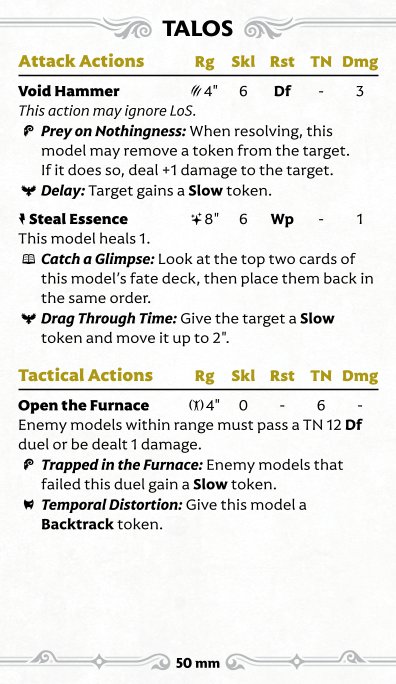 TALOS
Attack Actions Rg Skl Rst TN Dmg
Void Hammer 4" 6 Df - 3
This action may ignore LoS.
Prey on Nothingness: When resolving, this
model may remove a token from the target.
If it does so, deal +1 damage to the target.
Delay: Target gains a Slow token.
Steal Essence 8" 6 Wp - 1
This model heals 1.
Catch a Glimpse: Look at the top two cards of
this model's fate deck, then place them back in
the same order.
Drag Through Time: Give the target a Slow
token and move it up to 2".
Tactical Actions Rg Skl Rst TN Dmg
Open the Furnace 4" 0 - 6 -
Enemy models within range must pass a TN 12 Df
duel or be dealt 1 damage.
Trapped in the Furnace: Enemy models that
failed this duel gain a Slow token.
Temporal Distortion: Give this model a
Backtrack token.
50 mm